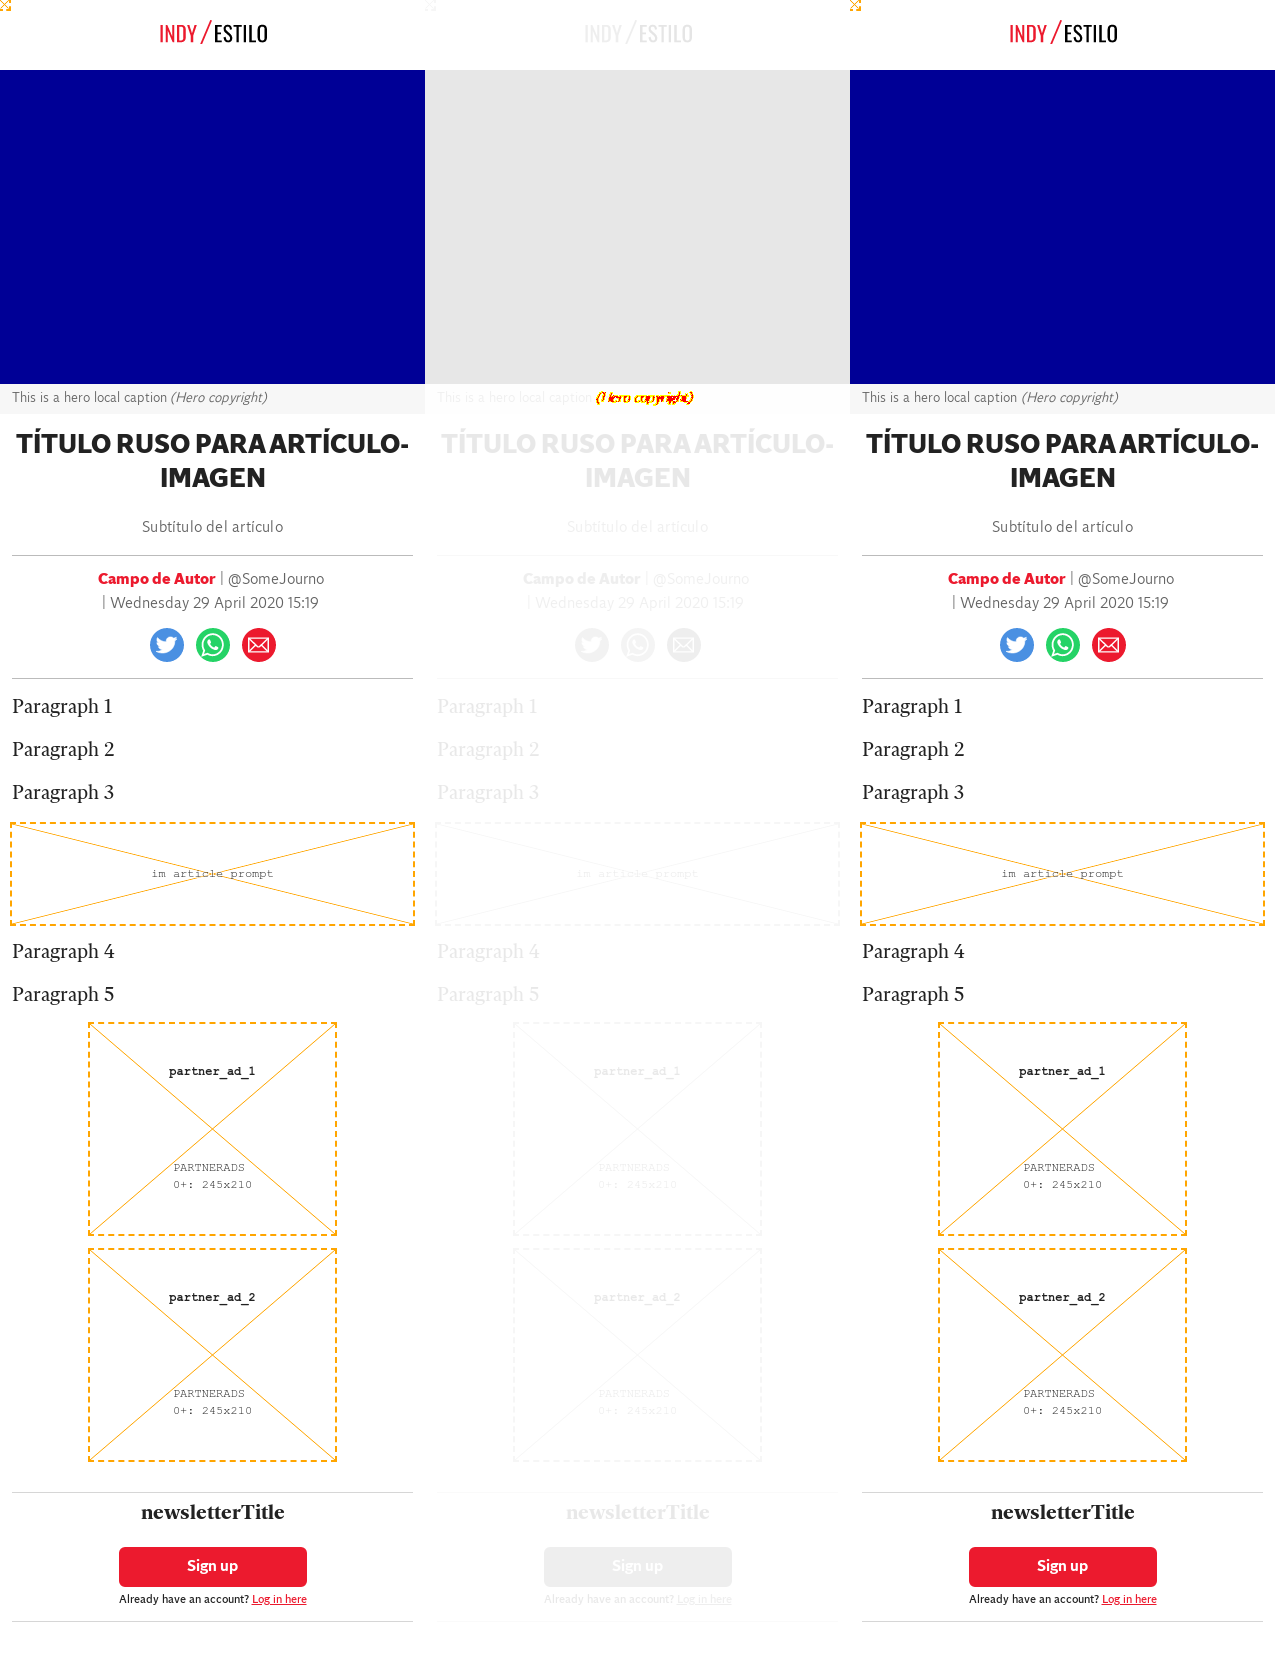 INDY/ESTILO
This is a hero local caption (Hero copyright)
TÍTULO RUSO PARA ARTÍCULO-
IMAGEN
Subtítulo del artículo
Campo de Autor | @SomeJourno
| Wednesday 29 April 2020 15:19
Paragraph 1
Paragraph 2
Paragraph 3
im article prompt
Paragraph 4
Paragraph 5
partner_ad_1
PARTNERADS
0+: 245x210
partner_ad_2
PARTNERADS
0+: 245x210
newsletterTitle
Sign up
Already have an account? Log in here
INDY/ESTILO
This is a hero local caption (Hero copyright)
TÍTULO RUSO PARA ARTÍCULO-
IMAGEN
Subtítulo del artículo
Campo de Autor | @SomeJourno
| Wednesday 29 April 2020 15:19
Paragraph 1
Paragraph 2
Paragraph 3
im article prompt
Paragraph 4
Paragraph 5
partner_ad_1
PARTNERADS
0+: 245x210
partner_ad_2
PARTNERADS
0+: 245x210
newsletterTitle
Sign up
Already have an account? Log in here
INDY/ESTILO
This is a hero local caption (Hero copyright)
TÍTULO RUSO PARA ARTÍCULO-
IMAGEN
Subtítulo del artículo
Campo de Autor | @SomeJourno
| Wednesday 29 April 2020 15:19
Paragraph 1
Paragraph 2
Paragraph 3
im article prompt
Paragraph 4
Paragraph 5
partner_ad_1
PARTNERADS
0+: 245x210
partner_ad_2
PARTNERADS
0+: 245x210
newsletterTitle
Sign up
Already have an account? Log in here